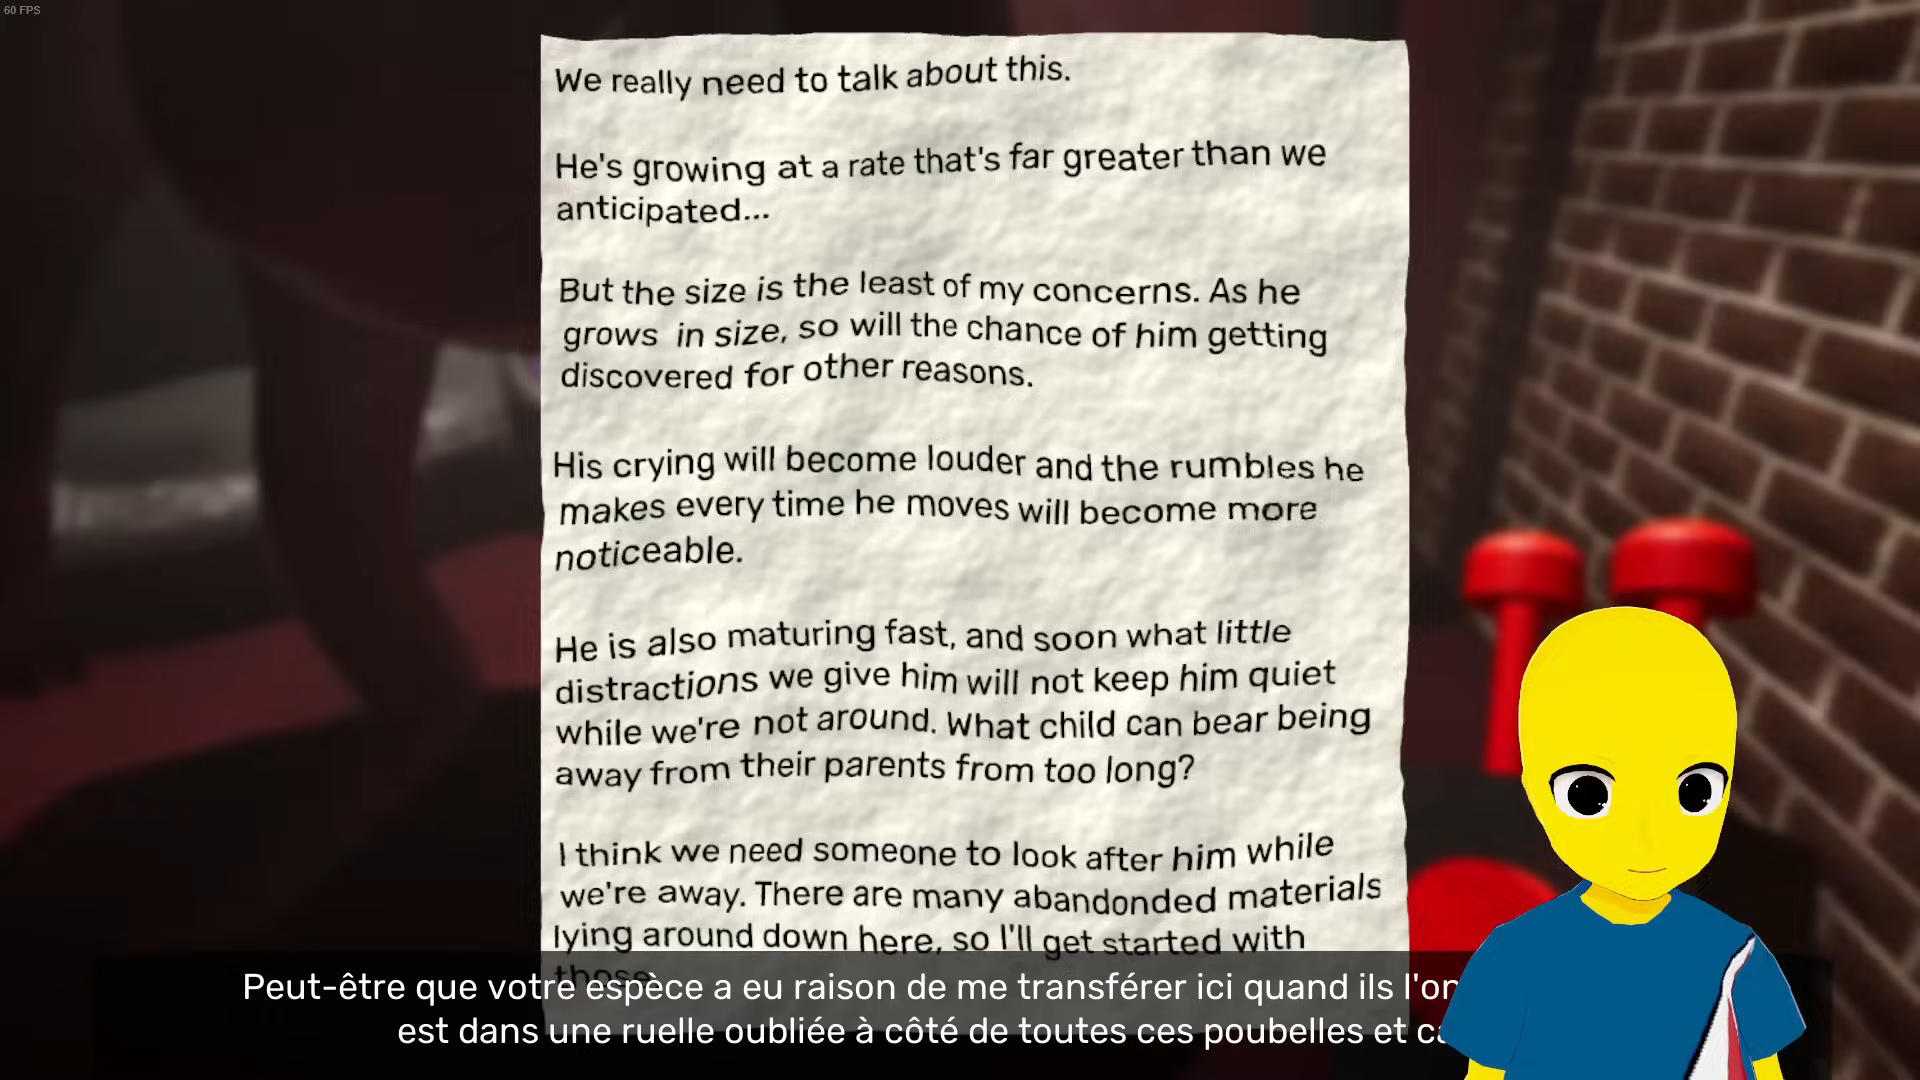 60 FPS
We really need to talk about this.
He's growing at a rate that's far greater than we
anticipated...
But the size is the least of my concerns. As he
grows in size, so will the chance of him getting
discovered for other reasons.
His crying will become louder and the rumbles he
makes every time he moves will become more
noticeable.
He is also maturing fast, and soon what little
distractions we give him will not keep him quiet
while we're not around. What child can bear being
away from their parents from too long?
I think we need someone to look after him while
we're away. There are many abandonded materials
lying around down here, so I'll get started with
those
Peut-être que votre espèce a eu raison de me transférer ici quand ils l'on
est dans une ruelle oubliée à côté de toutes ces poubelles et